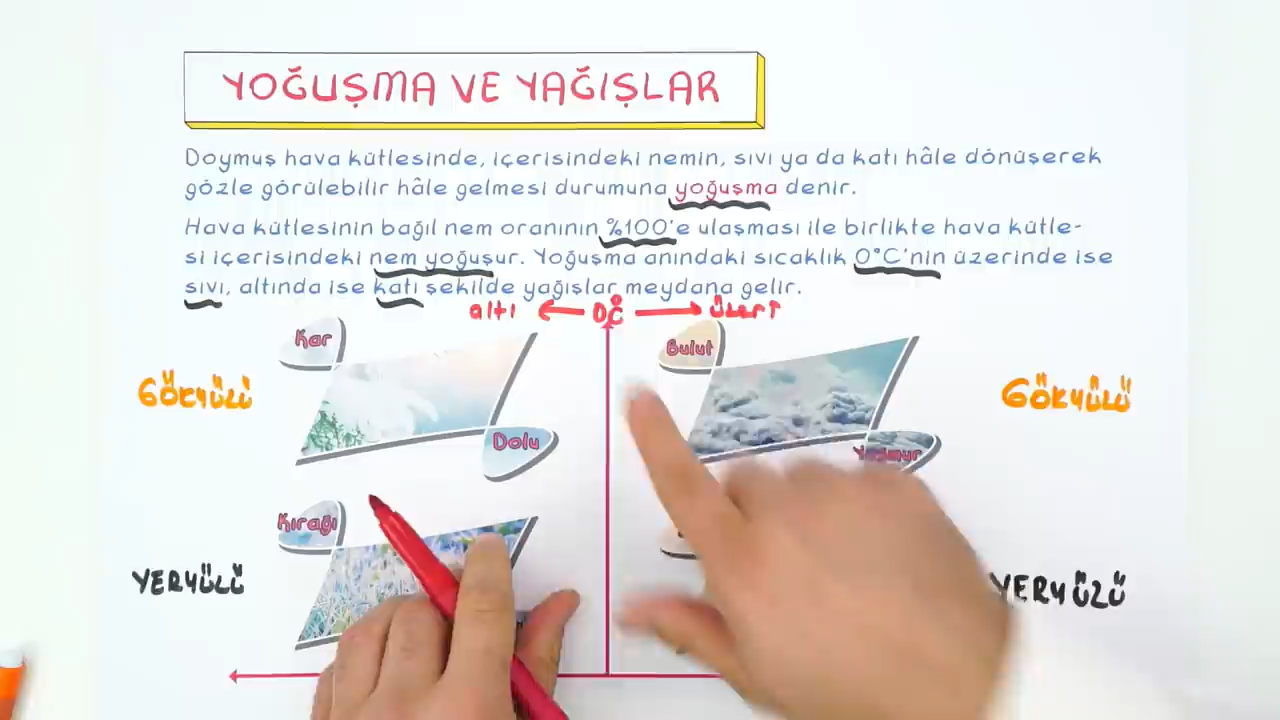 YOĞUŞMA VE YAĞIŞLAR
Doymuş hava kütlesinde, içerisindeki nemin, sıvı ya da katı hâle dönüşerek
gözle görülebilir hâle gelmesi durumuna yoğuşma denir.
Hava kütlesinin bağıl nem oranının %100'e ulaşması ile birlikte hava kütle-
si içerisindeki nem yoğuşur. Yoğuşma anındaki sıcaklık 0°C'nin üzerinde ise
sıvı, altında ise katı şekilde yağışlar meydana gelir.
altı 0°C üzeri
Kar
Bulut
GÖKYÜZÜ
GÖKYÜZÜ
Dolu
Yağmur
Kırağı
YERYÜZÜ
YERYÜZÜ